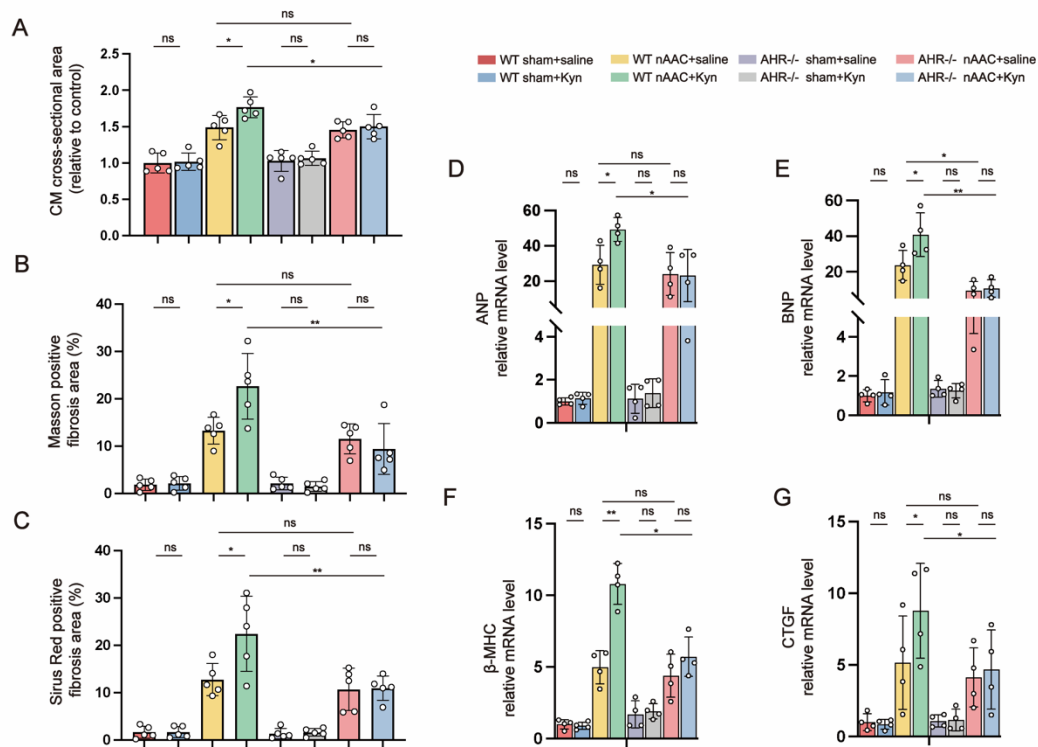 A
CM cross-sectional area
(relative to control)
2.5
2.0
1.5
1.0
0.5
0.0
ns
ns
*
ns
ns
*
WT sham+saline
WT nAAC+saline
AHR-/- sham+saline
AHR-/- nAAC+saline
WT sham+Kyn
WT nAAC+Kyn
AHR-/- sham+Kyn
AHR-/- nAAC+Kyn
B
Masson positive
fibrosis area (%)
40
30
20
10
0
ns
ns
*
ns
ns
**
C
Sirus Red positive
fibrosis area (%)
40
30
20
10
0
ns
ns
*
ns
ns
**
D
ANP
relative mRNA level
60
40
20
4
2
0
ns
ns
*
ns
ns
*
E
BNP
relative mRNA level
60
40
20
4
2
0
*
ns
*
ns
ns
**
F
β-MHC
relative mRNA level
15
10
5
0
ns
ns
**
ns
ns
*
G
CTGF
relative mRNA level
15
10
5
0
ns
ns
*
ns
ns
*